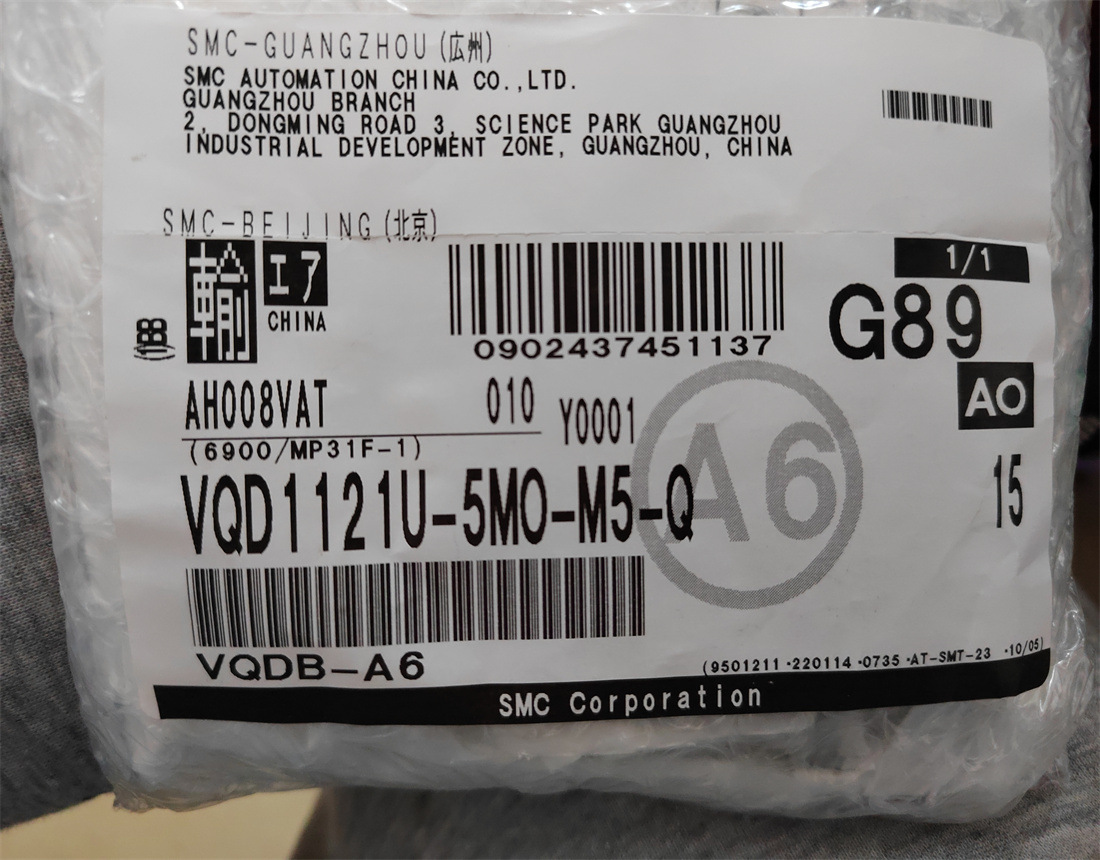 SMC-GUANGZHOU(広州)
SMC AUTOMATION CHINA CO.,LTD.
GUANGZHOU BRANCH
2, DONGMING ROAD 3, SCIENCE PARK GUANGZHOU
INDUSTRIAL DEVELOPMENT ZONE, GUANGZHOU, CHINA
SMC-BEIJING(北京)
輸
エア
CHINA
0902437451137
1/1
G89
AO
AH008VAT 010 Y0001
(6900/MP31F-1)
VQD1121U-5MO-M5-Q
A6
15
VQDB-A6
(9501211 ·220114 ·0735 ·AT-SMT-23 ·10/05)
SMC Corporation